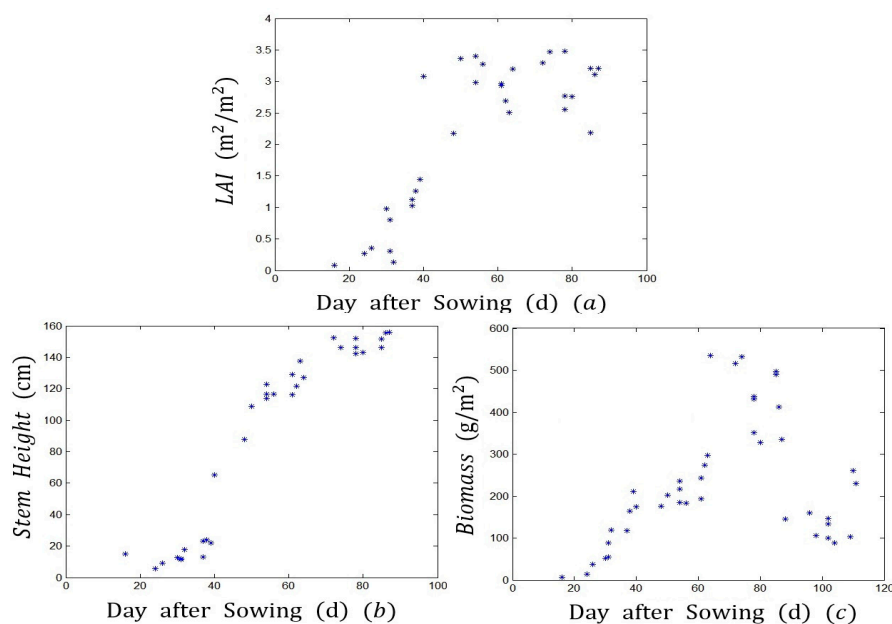 4
3.5
3
2.5
2
1.5
1
0.5
0
LAI (m²/m²)
0 20 40 60 80 100
Day after Sowing (d) (a)
160
140
120
100
80
60
40
20
0
Stem Height (cm)
0 20 40 60 80 100
Day after Sowing (d) (b)
600
500
400
300
200
100
0
Biomass (g/m²)
0 20 40 60 80 100 120
Day after Sowing (d) (c)